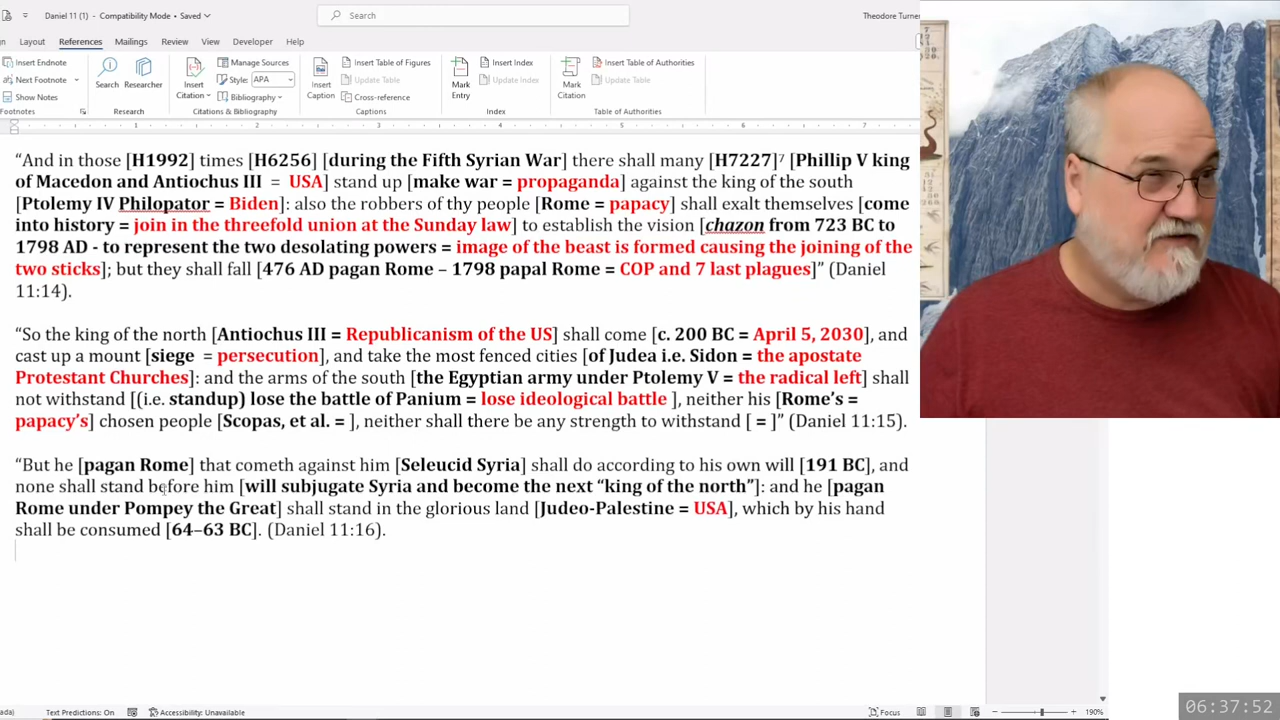 Daniel 11 (1) - Compatibility Mode • Saved
Search
Theodore Turner
Layout References Mailings Review View Developer Help
Insert Endnote
Next Footnote
Show Notes
Footnotes
Search
Researcher
Research
Insert Citation
Manage Sources
Style: APA
Bibliography
Citations & Bibliography
Insert Caption
Insert Table of Figures
Update Table
Cross-reference
Captions
Mark Entry
Insert Index
Update Index
Index
Mark Citation
Insert Table of Authorities
Update Table
Table of Authorities
1 2 3 4 5 6 7
“And in those [H1992] times [H6256] [during the Fifth Syrian War] there shall many [H7227]⁷ [Phillip V king
of Macedon and Antiochus III = USA] stand up [make war = propaganda] against the king of the south
[Ptolemy IV Philopator = Biden]: also the robbers of thy people [Rome = papacy] shall exalt themselves [come
into history = join in the threefold union at the Sunday law] to establish the vision [chazon from 723 BC to
1798 AD - to represent the two desolating powers = image of the beast is formed causing the joining of the
two sticks]; but they shall fall [476 AD pagan Rome – 1798 papal Rome = COP and 7 last plagues]” (Daniel
11:14).
“So the king of the north [Antiochus III = Republicanism of the US] shall come [c. 200 BC = April 5, 2030], and
cast up a mount [siege = persecution], and take the most fenced cities [of Judea i.e. Sidon = the apostate
Protestant Churches]: and the arms of the south [the Egyptian army under Ptolemy V = the radical left] shall
not withstand [(i.e. standup) lose the battle of Panium = lose ideological battle ], neither his [Rome’s =
papacy’s] chosen people [Scopas, et al. = ], neither shall there be any strength to withstand [ = ]” (Daniel 11:15).
“But he [pagan Rome] that cometh against him [Seleucid Syria] shall do according to his own will [191 BC], and
none shall stand before him [will subjugate Syria and become the next “king of the north”]: and he [pagan
Rome under Pompey the Great] shall stand in the glorious land [Judeo-Palestine = USA], which by his hand
shall be consumed [64–63 BC]. (Daniel 11:16).
Text Predictions: On
Accessibility: Unavailable
Focus
190%
06:37:52